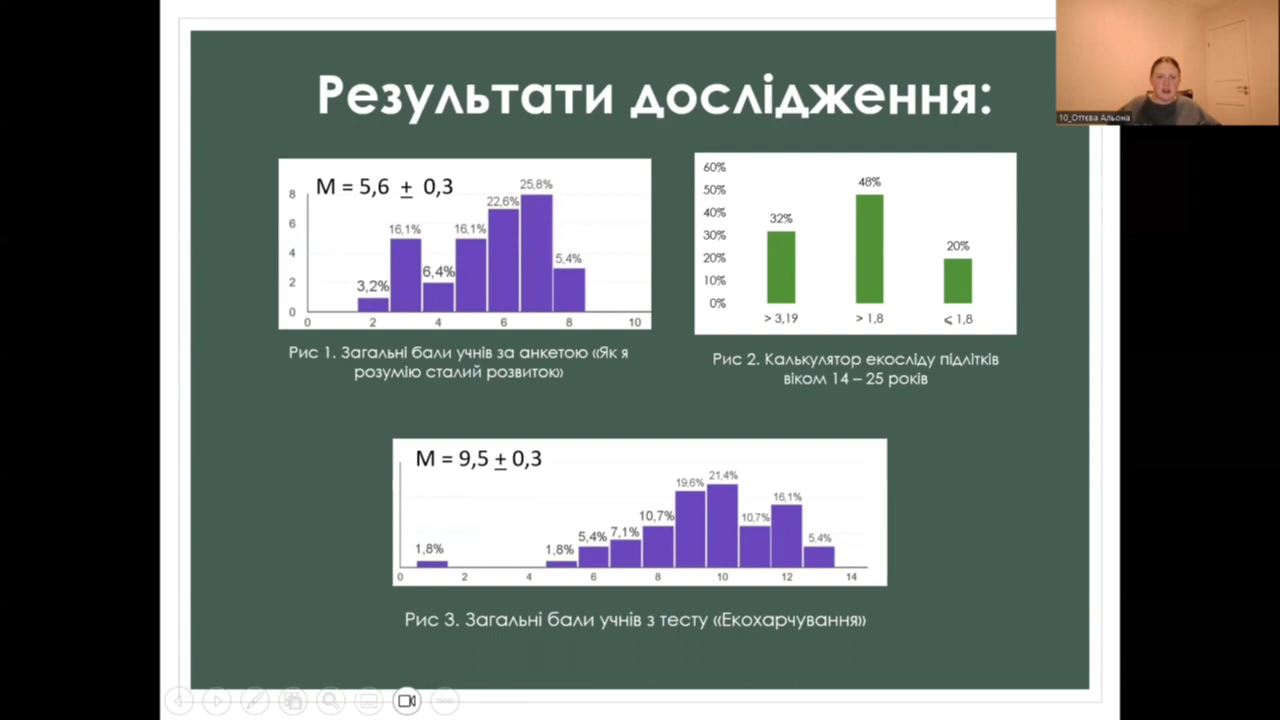 Результати дослідження:
10_Оттєва Альона
M = 5,6 ± 0,3
8
6
4
2
0
3,2%
16,1%
6,4%
16,1%
22,6%
25,8%
5,4%
0 2 4 6 8 10
Рис 1. Загальні бали учнів за анкетою «Як я
розумію сталий розвиток»
60%
50%
40%
30%
20%
10%
0%
32%
48%
20%
> 3,19 > 1,8 ⩽ 1,8
Рис 2. Калькулятор екосліду підлітків
віком 14 – 25 років
M = 9,5 ± 0,3
1,8%
1,8%
5,4%
7,1%
10,7%
19,6%
21,4%
10,7%
16,1%
5,4%
0 2 4 6 8 10 12 14
Рис 3. Загальні бали учнів з тесту «Екохарчування»